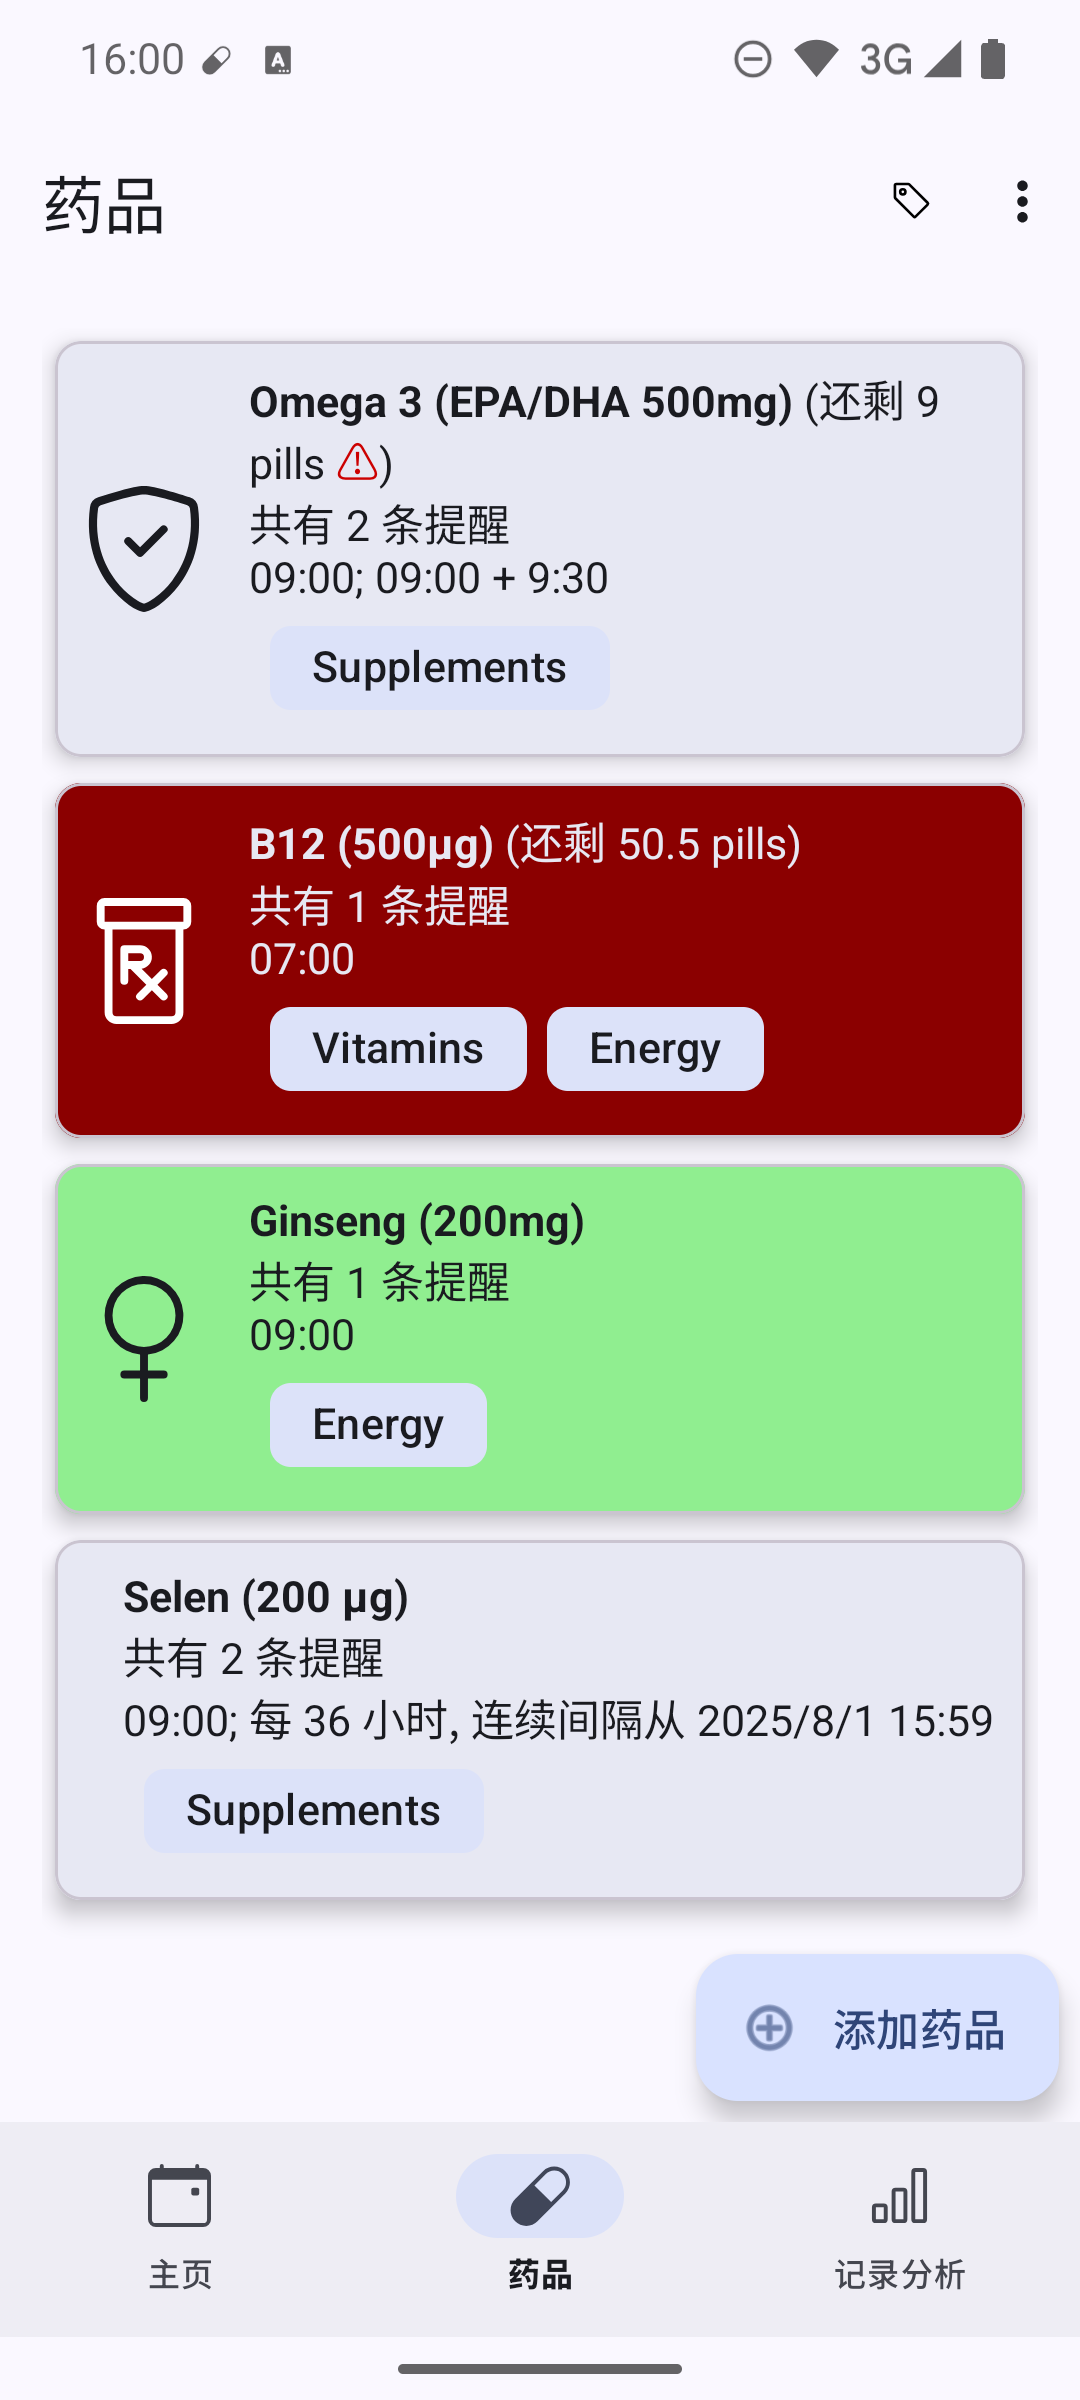 16:00
3G
药品
Omega 3 (EPA/DHA 500mg) (还剩 9
pills )
共有 2 条提醒
09:00; 09:00 + 9:30
Supplements
B12 (500µg) (还剩 50.5 pills)
共有 1 条提醒
07:00
Vitamins Energy
Ginseng (200mg)
共有 1 条提醒
09:00
Energy
Selen (200 µg)
共有 2 条提醒
09:00; 每 36 小时, 连续间隔从 2025/8/1 15:59
Supplements
添加药品
主页 药品 记录分析